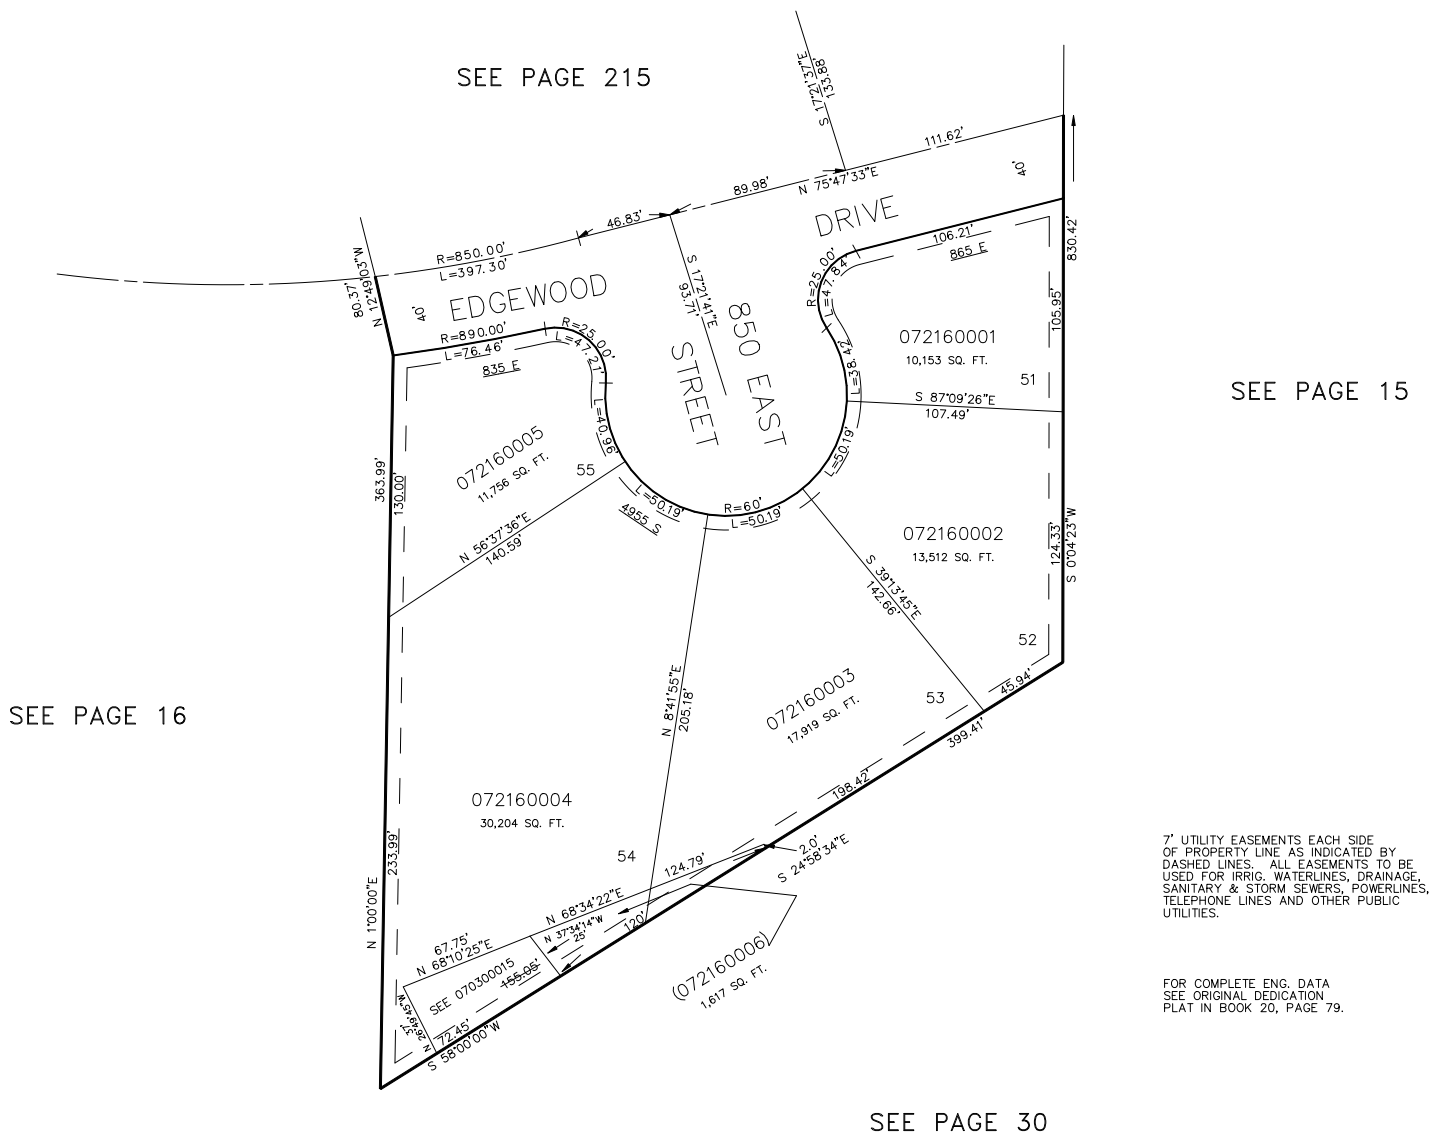 SEE PAGE 215
S 17°21'37"E
133.88'
111.62'
89.98'
N 75°47'33"E
40'
46.83'
DRIVE
R=850.00'
L=397.30'
80.37'
N 12°49'03"W
40'
EDGEWOOD
S 17°21'41"E
93.71'
106.21'
865 E
830.42'
R=25.00'
L=47.84'
R=890.00'
L=76.46'
835 E
R=25.00'
L=47.21'
850 EAST
STREET
072160001
10,153 SQ. FT.
105.95'
L=38.42
51
S 87°09'26"E
107.49'
SEE PAGE 15
L=40.96'
072160005
11,756 SQ. FT.
55
363.99'
130.00'
L=50.19'
L=50.19'
4955 S
R=60'
L=50.19'
N 56°37'36"E
140.59'
072160002
13,512 SQ. FT.
124.33'
S 0°04'23"W
S 39°13'45"E
142.66'
52
45.94'
N 8°41'55"E
205.18'
072160003
17,919 SQ. FT.
53
399.41'
SEE PAGE 16
198.42'
072160004
30,204 SQ. FT.
54
233.99'
N 1°00'00"E
2.0'
S 24°58'34"E
124.79'
N 68°34'22"E
N 37°34'14"W
25'
120'
67.75'
N 68°10'25"E
SEE 070300015
155.05'
N 26°49'45"W
37'
72.45'
S 58°00'00"W
(072160006)
1,617 SQ. FT.
7' UTILITY EASEMENTS EACH SIDE
OF PROPERTY LINE AS INDICATED BY
DASHED LINES. ALL EASEMENTS TO BE
USED FOR IRRIG. WATERLINES, DRAINAGE,
SANITARY & STORM SEWERS, POWERLINES,
TELEPHONE LINES AND OTHER PUBLIC
UTILITIES.
FOR COMPLETE ENG. DATA
SEE ORIGINAL DEDICATION
PLAT IN BOOK 20, PAGE 79.
SEE PAGE 30